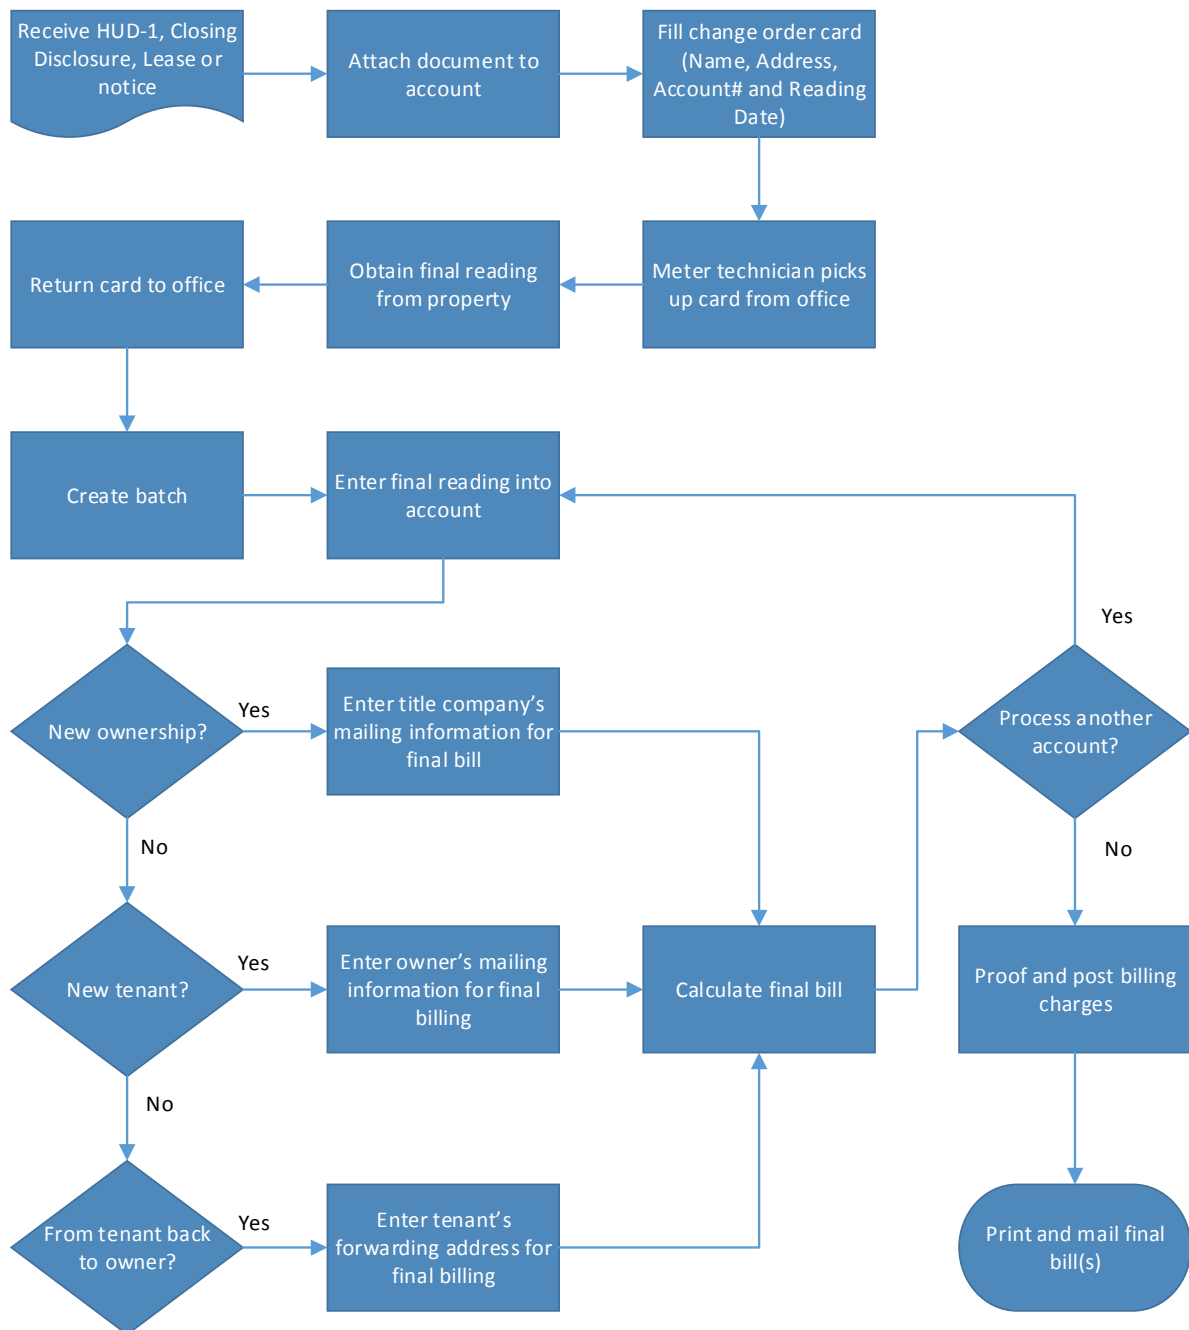 Receive HUD-1, Closing
Disclosure, Lease or
notice
Attach document to
account
Fill change order card
(Name, Address,
Account# and Reading
Date)
Return card to office
Obtain final reading
from property
Meter technician picks
up card from office
Create batch
Enter final reading into
account
Yes
New ownership?
Yes
Enter title company's
mailing information for
final bill
Process another
account?
No
No
New tenant?
Yes
Enter owner's mailing
information for final
billing
Calculate final bill
Proof and post billing
charges
No
From tenant back
to owner?
Yes
Enter tenant's
forwarding address for
final billing
Print and mail final
bill(s)